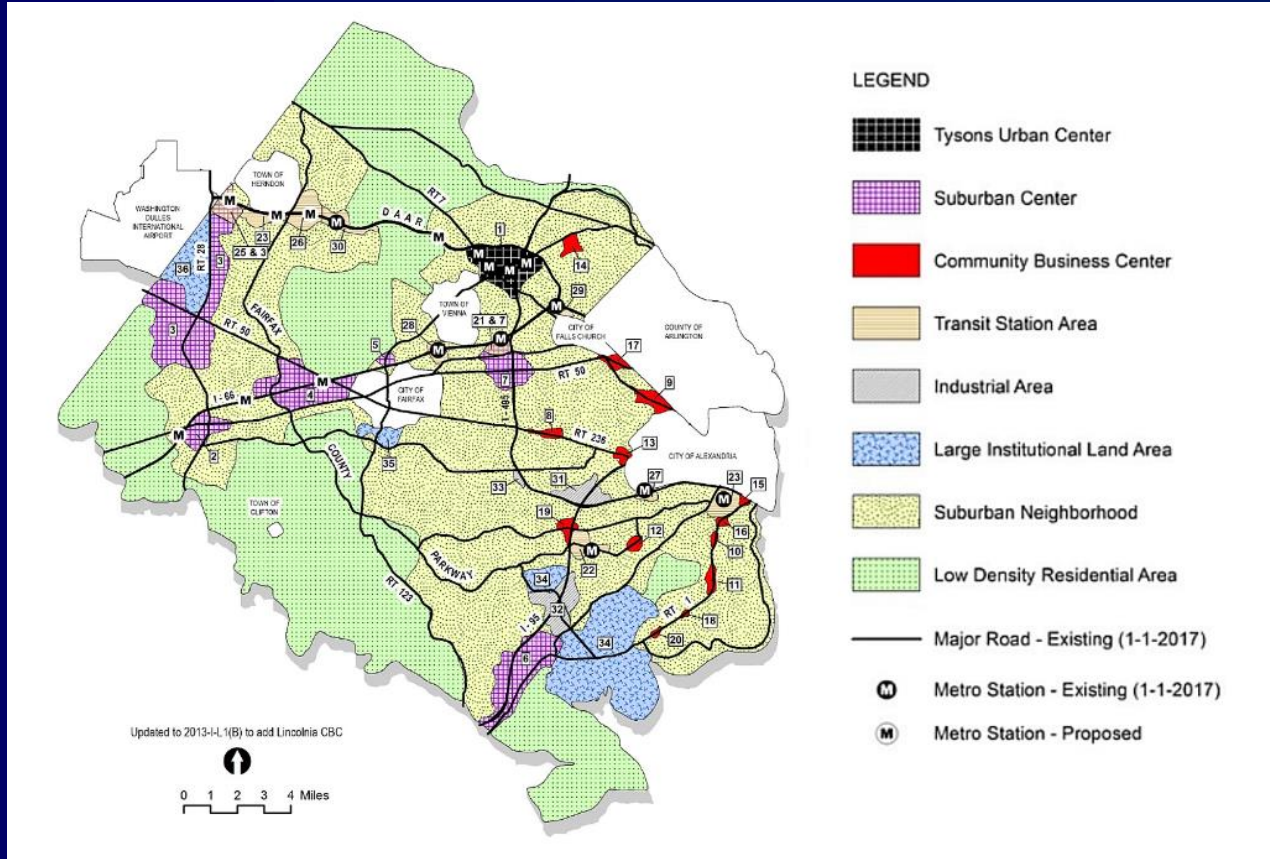 LEGEND
Tysons Urban Center
Suburban Center
Community Business Center
Transit Station Area
Industrial Area
Large Institutional Land Area
Suburban Neighborhood
Low Density Residential Area
Major Road - Existing (1-1-2017)
M
Metro Station - Existing (1-1-2017)
M
Metro Station - Proposed
WASHINGTON
DULLES
INTERNATIONAL
AIRPORT
TOWN OF
HERNDON
RT 7
D A A R
M
M
M
M
M
M
M
M
M
25 & 3
23
26
30
1
14
29
36
RT 28
3
3
FAIRFAX
RT 50
28
TOWN OF
VIENNA
21 & 7
CITY OF
FALLS CHURCH
COUNTY OF
ARLINGTON
M
M
M
M
M
M
5
4
7
I - 495
RT 50
17
9
CITY OF
FAIRFAX
I - 66
2
35
8
RT 236
13
CITY OF ALEXANDRIA
COUNTY
33
31
27
M
23
M
15
TOWN OF
CLIFTON
19
12
16
10
M
22
11
PARKWAY
34
RT 123
32
I - 95
34
RT 1
18
20
6
Updated to 2013-I-L1(B) to add Lincolnia CBC
0 1 2 3 4 Miles